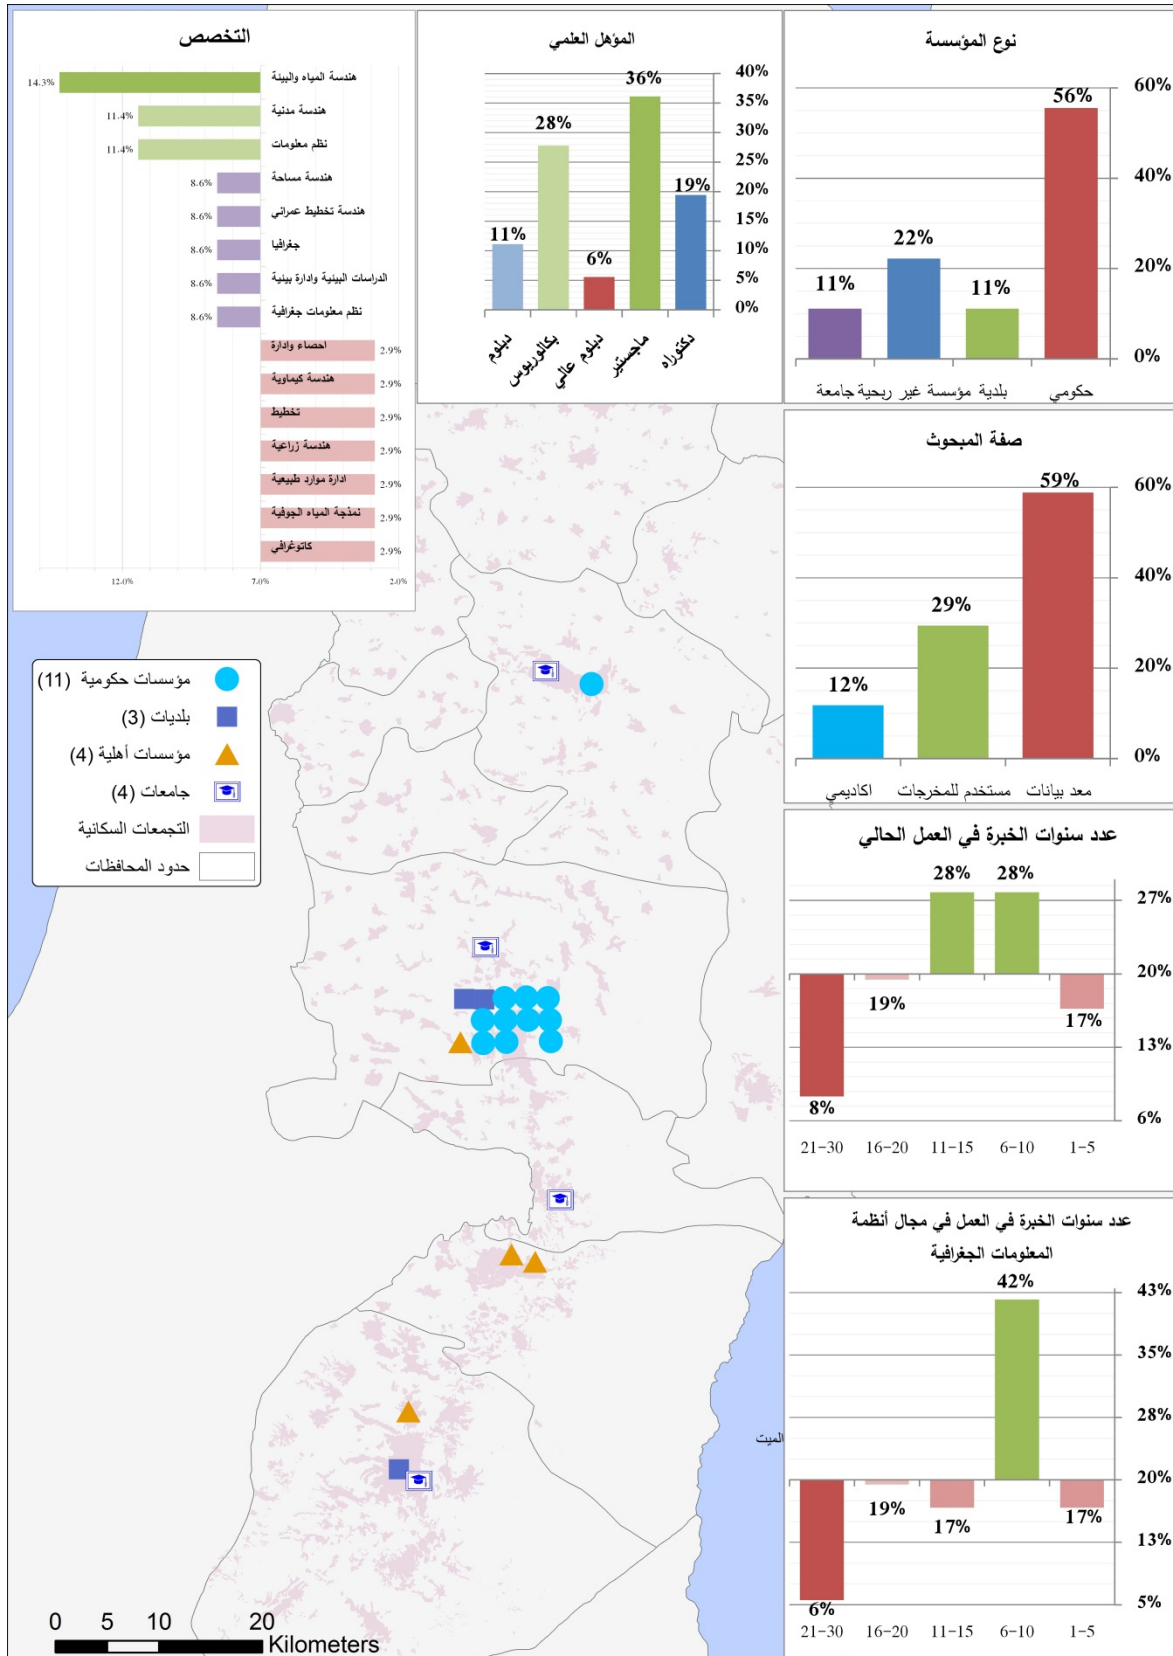 التخصص
هندسة المياه والبيئة
14.3%
هندسة مدنية
11.4%
نظم معلومات
11.4%
هندسة مساحة
8.6%
هندسة تخطيط عمراني
8.6%
جغرافيا
8.6%
الدراسات البيئية وادارة بيئية
8.6%
نظم معلومات جغرافية
8.6%
احصاء وادارة
2.9%
هندسة كيماوية
2.9%
تخطيط
2.9%
هندسة زراعية
2.9%
ادارة موارد طبيعية
2.9%
نمذجة المياه الجوفية
2.9%
كاتوغرافي
2.9%
12.0% 7.0% 2.0%
المؤهل العلمي
40%
35%
30%
25%
20%
15%
10%
5%
0%
11% 28% 6% 36% 19%
دبلوم بكالوريوس دبلوم عالي ماجستير دكتوراه
نوع المؤسسة
60%
40%
20%
0%
11% 22% 11% 56%
حكومي بلدية مؤسسة غير ربحية جامعة
صفة المبحوث
60%
40%
20%
0%
12% 29% 59%
معد بيانات مستخدم للمخرجات اكاديمي
عدد سنوات الخبرة في العمل الحالي
27%
20%
13%
6%
8% 19% 28% 28% 17%
21-30 16-20 11-15 6-10 1-5
عدد سنوات الخبرة في العمل في مجال أنظمة
المعلومات الجغرافية
43%
35%
28%
20%
13%
5%
6% 19% 17% 42% 17%
21-30 16-20 11-15 6-10 1-5
مؤسسات حكومية (11)
بلديات (3)
مؤسسات أهلية (4)
جامعات (4)
التجمعات السكانية
حدود المحافظات
الميت
0 5 10 20
Kilometers